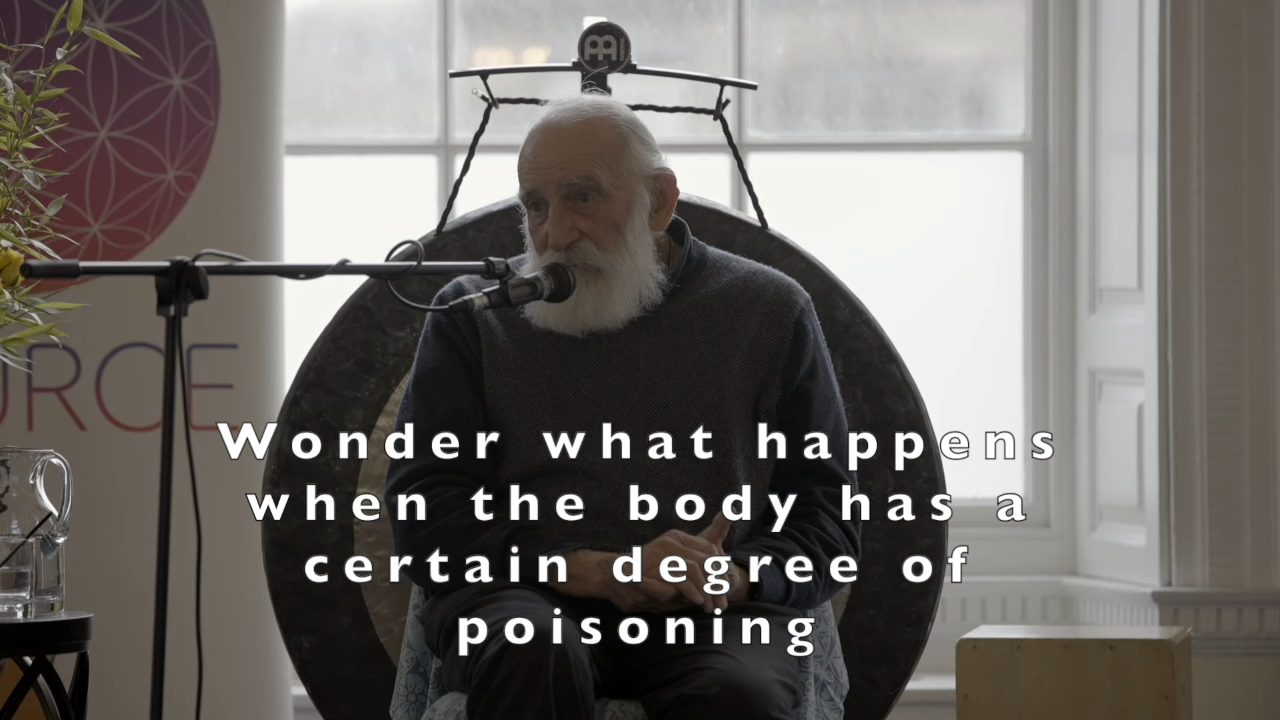 URCE
Wonder what happens
when the body has a
certain degree of
poisoning